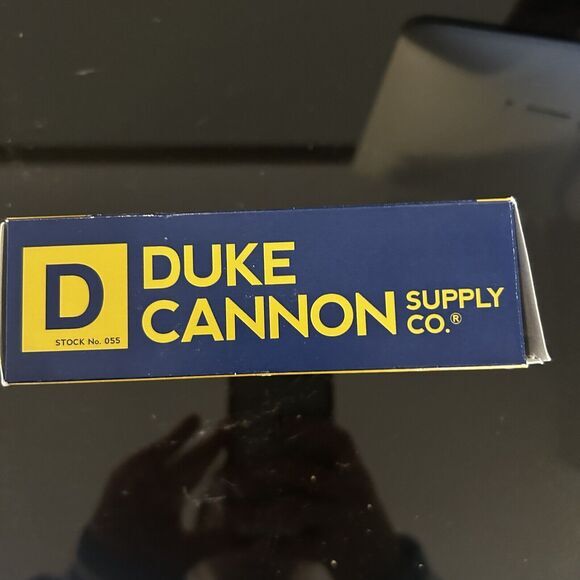 D
STOCK No. 055
DUKE
CANNON
SUPPLY
CO.®